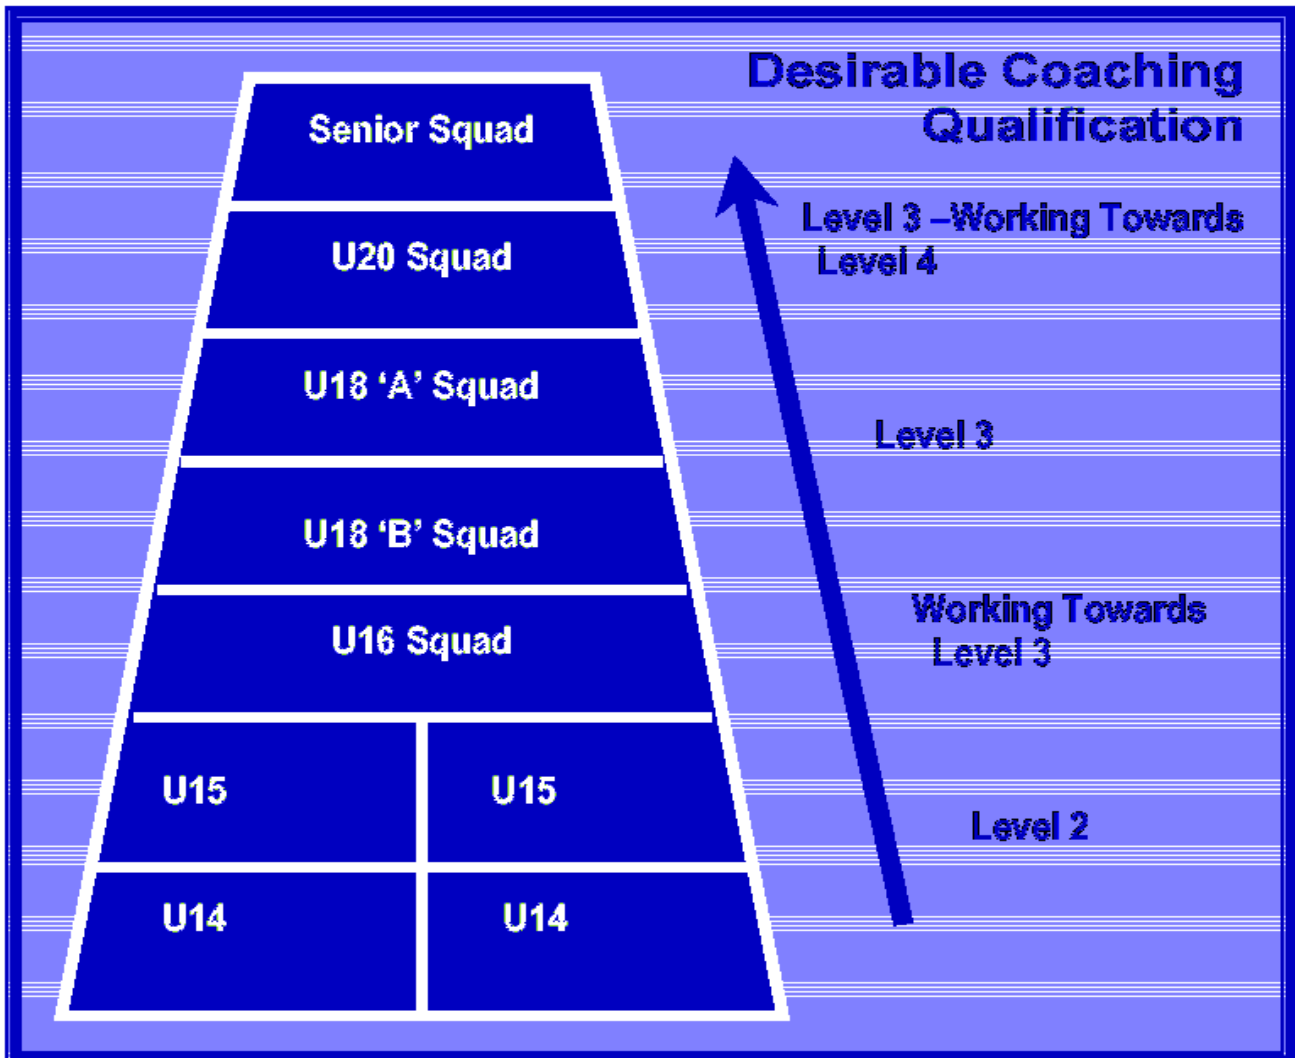 Desirable Coaching
Qualification
Senior Squad
Level 3 –Working Towards
Level 4
U20 Squad
U18 ‘A’ Squad
Level 3
U18 ‘B’ Squad
Working Towards
Level 3
U16 Squad
U15 U15
Level 2
U14 U14